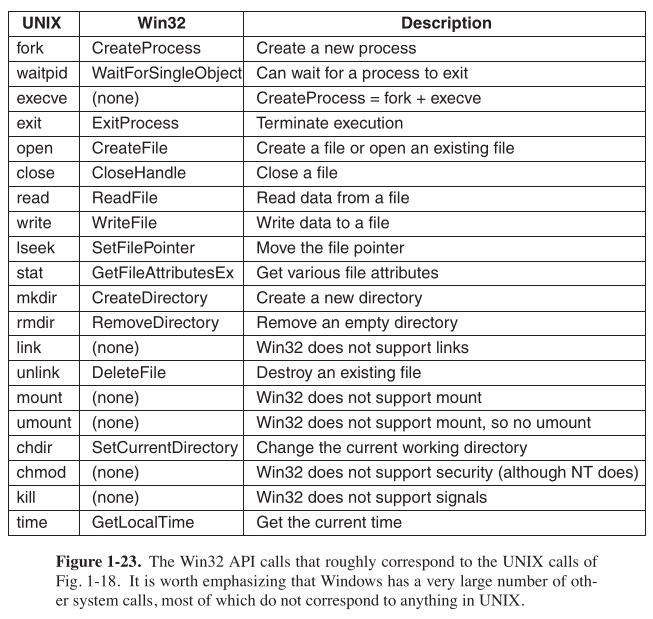 UNIX Win32 Description
fork CreateProcess Create a new process
waitpid WaitForSingleObject Can wait for a process to exit
execve (none) CreateProcess = fork + execve
exit ExitProcess Terminate execution
open CreateFile Create a file or open an existing file
close CloseHandle Close a file
read ReadFile Read data from a file
write WriteFile Write data to a file
lseek SetFilePointer Move the file pointer
stat GetFileAttributesEx Get various file attributes
mkdir CreateDirectory Create a new directory
rmdir RemoveDirectory Remove an empty directory
link (none) Win32 does not support links
unlink DeleteFile Destroy an existing file
mount (none) Win32 does not support mount
umount (none) Win32 does not support mount, so no umount
chdir SetCurrentDirectory Change the current working directory
chmod (none) Win32 does not support security (although NT does)
kill (none) Win32 does not support signals
time GetLocalTime Get the current time
Figure 1-23. The Win32 API calls that roughly correspond to the UNIX calls of
Fig. 1-18. It is worth emphasizing that Windows has a very large number of oth-
er system calls, most of which do not correspond to anything in UNIX.